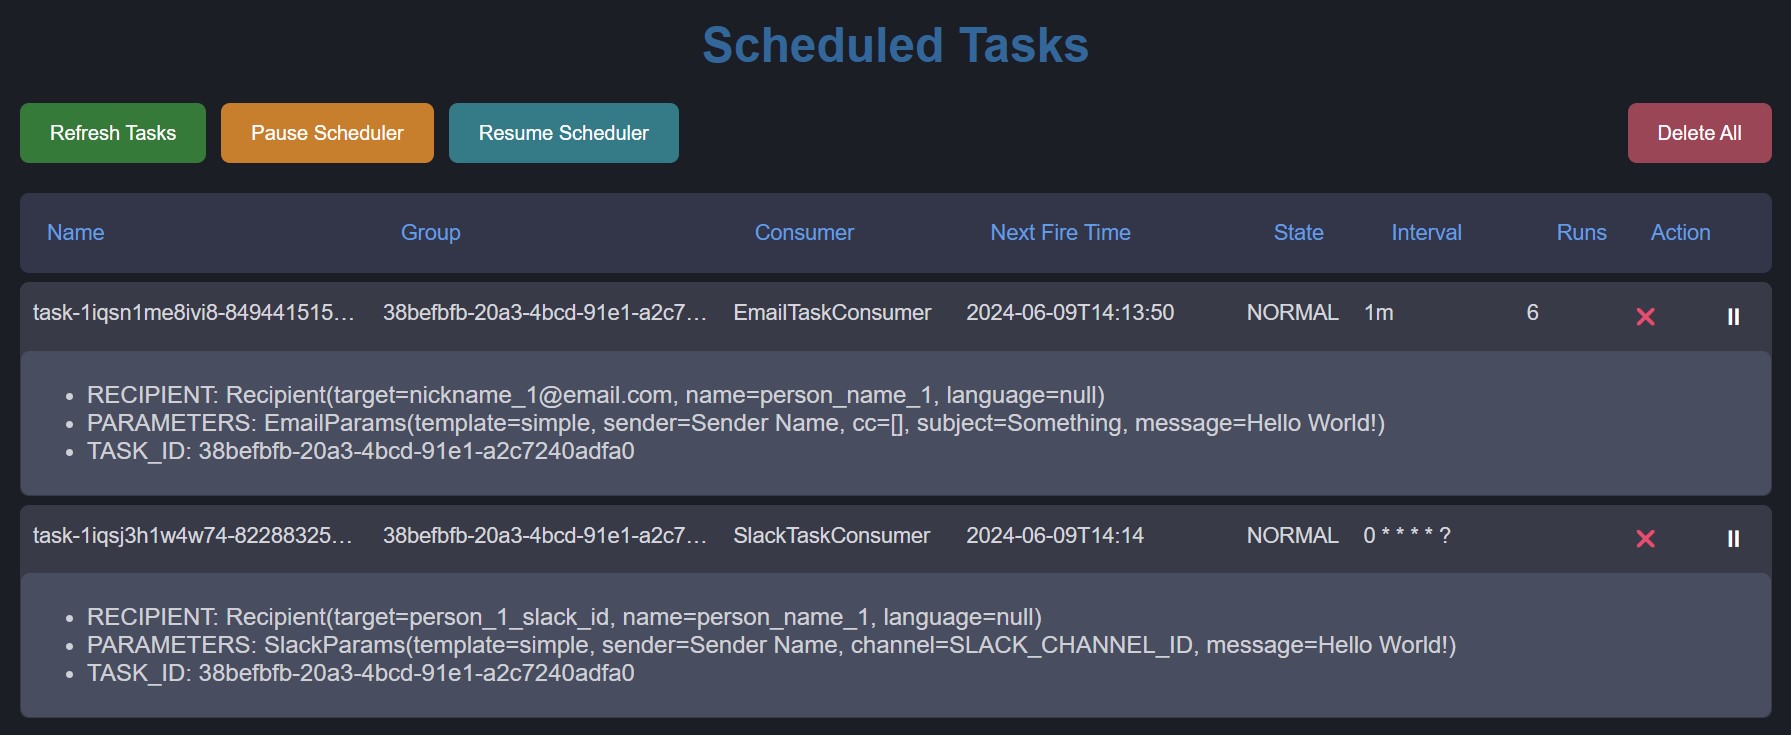 Scheduled Tasks
Refresh Tasks Pause Scheduler Resume Scheduler Delete All
Name Group Consumer Next Fire Time State Interval Runs Action
task-1iqsn1me8ivi8-849441515... 38befbfb-20a3-4bcd-91e1-a2c7... EmailTaskConsumer 2024-06-09T14:13:50 NORMAL 1m 6
• RECIPIENT: Recipient(target=nickname_1@email.com, name=person_name_1, language=null)
• PARAMETERS: EmailParams(template=simple, sender=Sender Name, cc=[], subject=Something, message=Hello World!)
• TASK_ID: 38befbfb-20a3-4bcd-91e1-a2c7240adfa0
task-1iqsj3h1w4w74-82288325... 38befbfb-20a3-4bcd-91e1-a2c7... SlackTaskConsumer 2024-06-09T14:14 NORMAL 0 * * * * ?
• RECIPIENT: Recipient(target=person_1_slack_id, name=person_name_1, language=null)
• PARAMETERS: SlackParams(template=simple, sender=Sender Name, channel=SLACK_CHANNEL_ID, message=Hello World!)
• TASK_ID: 38befbfb-20a3-4bcd-91e1-a2c7240adfa0